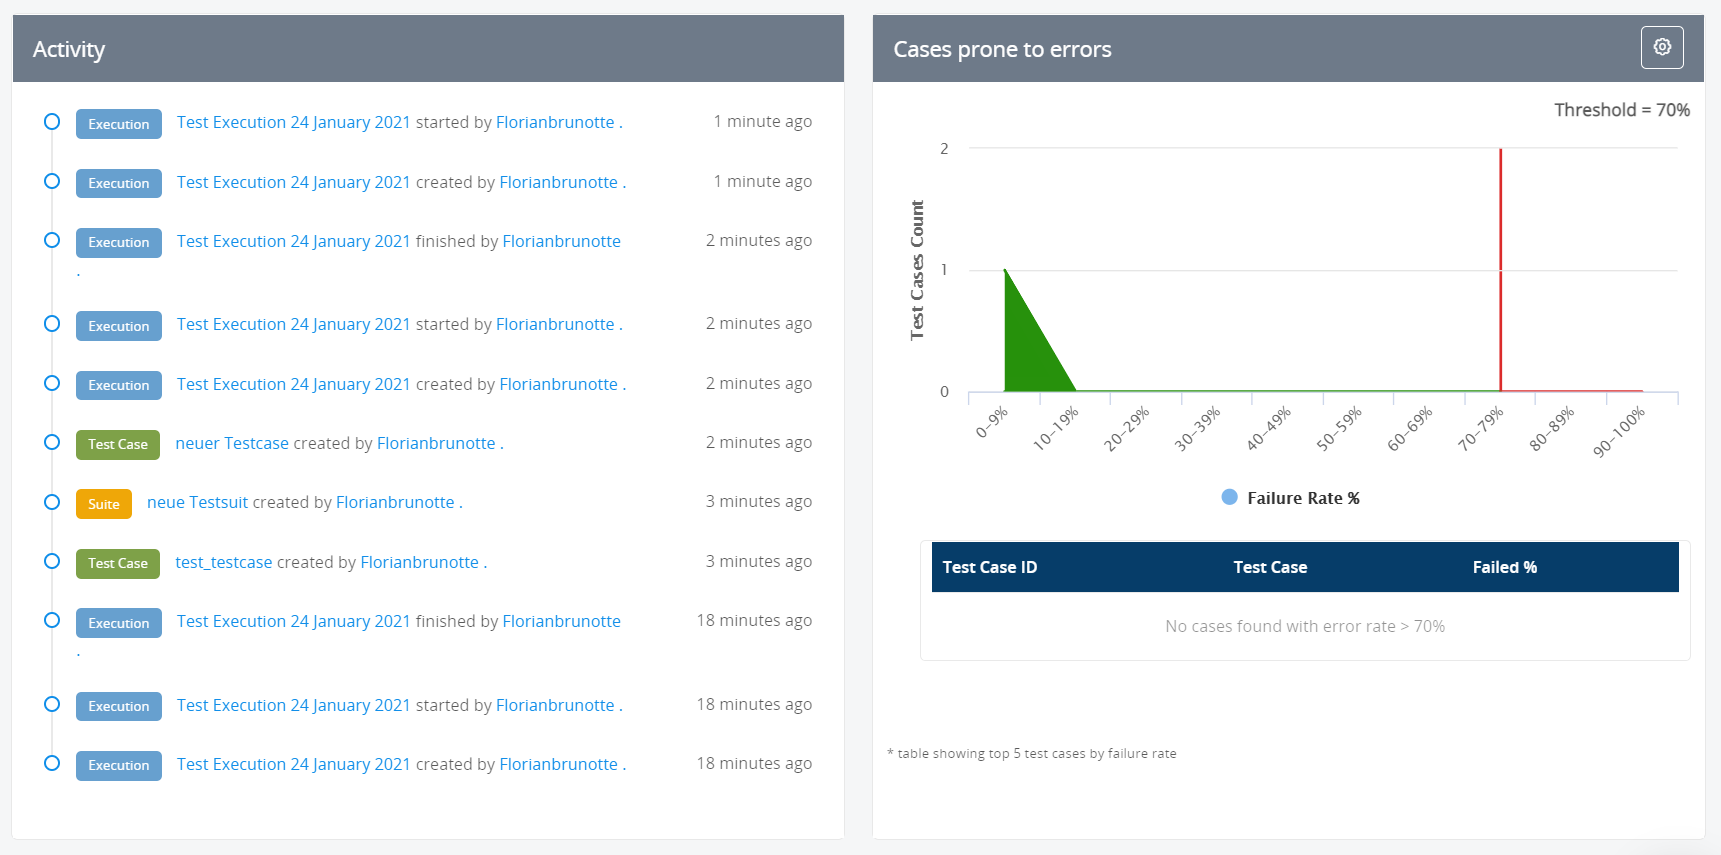 Activity
Execution Test Execution 24 January 2021 started by Florianbrunotte . 1 minute ago
Execution Test Execution 24 January 2021 created by Florianbrunotte . 1 minute ago
Execution Test Execution 24 January 2021 finished by Florianbrunotte 2 minutes ago
.
Execution Test Execution 24 January 2021 started by Florianbrunotte . 2 minutes ago
Execution Test Execution 24 January 2021 created by Florianbrunotte . 2 minutes ago
Test Case neuer Testcase created by Florianbrunotte . 2 minutes ago
Suite neue Testsuit created by Florianbrunotte . 3 minutes ago
Test Case test_testcase created by Florianbrunotte . 3 minutes ago
Execution Test Execution 24 January 2021 finished by Florianbrunotte 18 minutes ago
.
Execution Test Execution 24 January 2021 started by Florianbrunotte . 18 minutes ago
Execution Test Execution 24 January 2021 created by Florianbrunotte . 18 minutes ago
Cases prone to errors
Threshold = 70%
Test Cases Count
2
1
0
0–9% 10–19% 20–29% 30–39% 40–49% 50–59% 60–69% 70–79% 80–89% 90–100%
Failure Rate %
Test Case ID Test Case Failed %
No cases found with error rate > 70%
* table showing top 5 test cases by failure rate